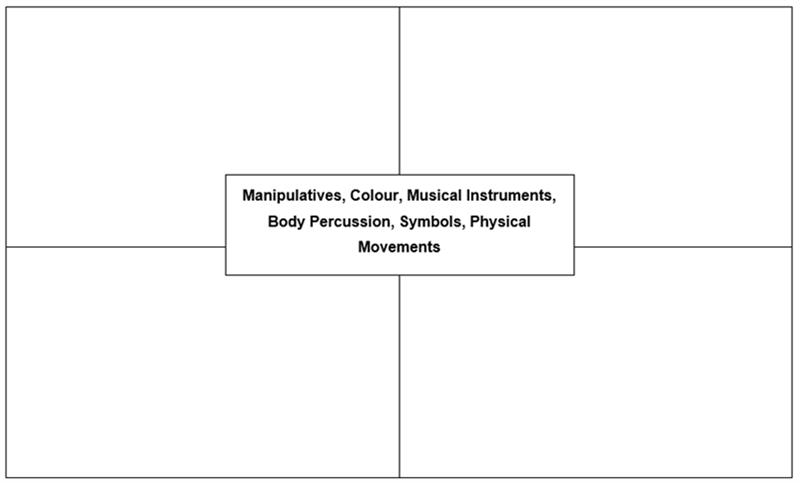 Manipulatives, Colour, Musical Instruments,
Body Percussion, Symbols, Physical
Movements